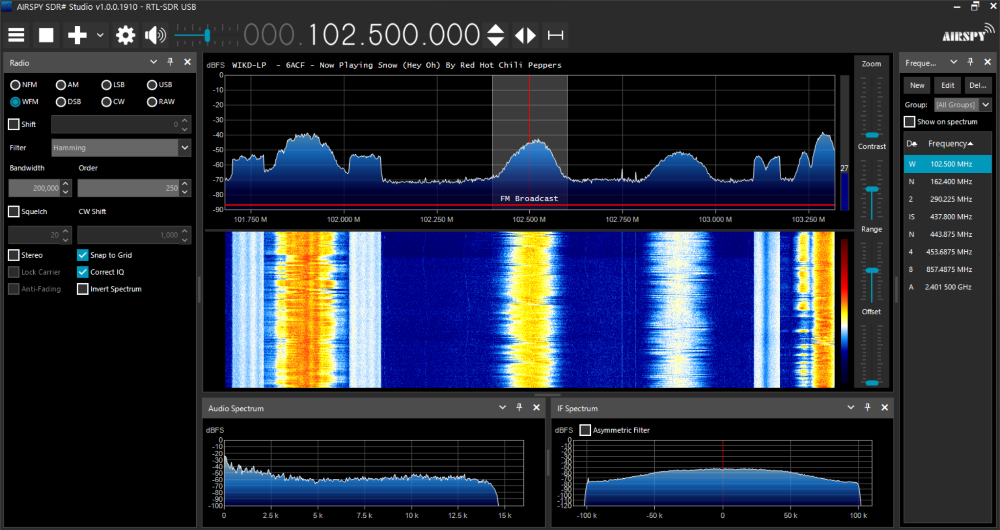 AIRSPY SDR# Studio v1.0.0.1910 - RTL-SDR USB
000.102.500.000
AIRSPY
Radio
NFM AM LSB USB
WFM DSB CW RAW
Shift 0
Filter Hamming
Bandwidth Order
200,000 250
Squelch CW Shift
20 1,000
Stereo Snap to Grid
Lock Carrier Correct IQ
Anti-Fading Invert Spectrum
dBFS WIKD-LP - 6ACF - Now Playing Snow (Hey Oh) By Red Hot Chili Peppers
0
-10
-20
-30
-40
-50
-60
-70
-80
-90
27
FM Broadcast
101.750 M 102.000 M 102.250 M 102.500 M 102.750 M 103.000 M 103.250 M
Zoom
Contrast
Range
Offset
Audio Spectrum
dBFS
0
-10
-20
-30
-40
-50
-60
-70
-80
-90
-100
0 2.5 k 5 k 7.5 k 10 k 12.5 k 15 k
IF Spectrum
dBFS Asymmetric Filter
0
-10
-20
-30
-40
-50
-60
-70
-80
-90
-100
-110
-120
-100 k -50 k 0 50 k 100 k
Freque...
New Edit Del...
Group: [All Groups]
Show on spectrum
Frequency
W 102.500 MHz
N 162.400 MHz
2 290.225 MHz
IS 437.800 MHz
N 443.875 MHz
4 453.6875 MHz
8 857.4875 MHz
A 2.401 500 GHz